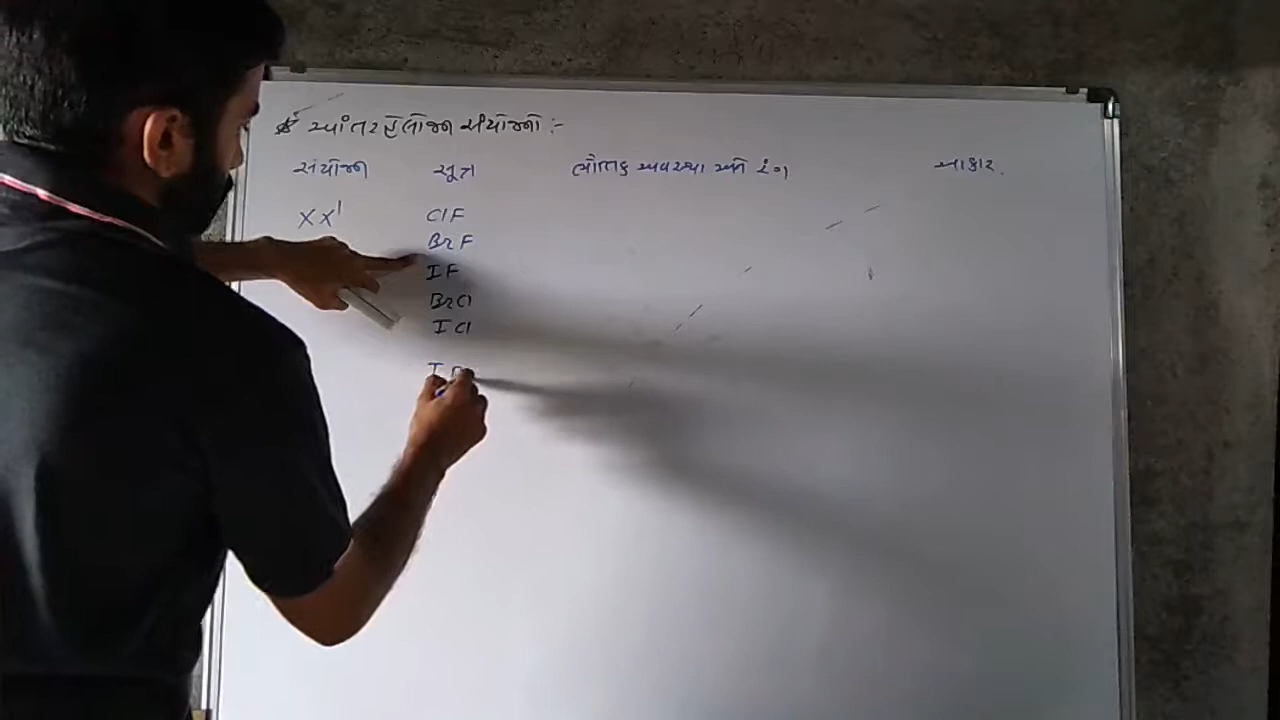 * આંતરહેલોજન સંયોજનો :-
સંયોજન સૂત્ર ભૌતિક અવસ્થા અને રંગ આકાર.
XX' ClF
BrF
IF
BrCl
ICl
I